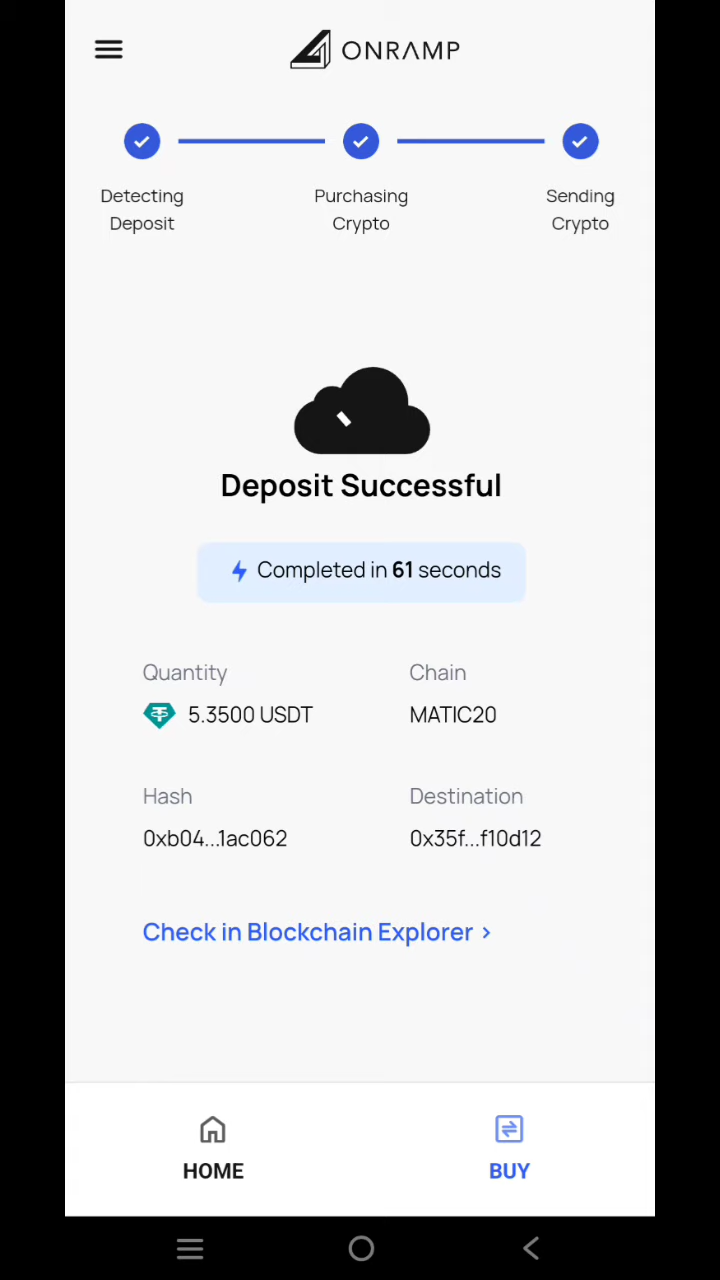 ONRAMP
Detecting
Deposit
Purchasing
Crypto
Sending
Crypto
Deposit Successful
Completed in 61 seconds
Quantity
Chain
5.3500 USDT
MATIC20
Hash
Destination
0xb04...1ac062
0x35f...f10d12
Check in Blockchain Explorer >
HOME
BUY